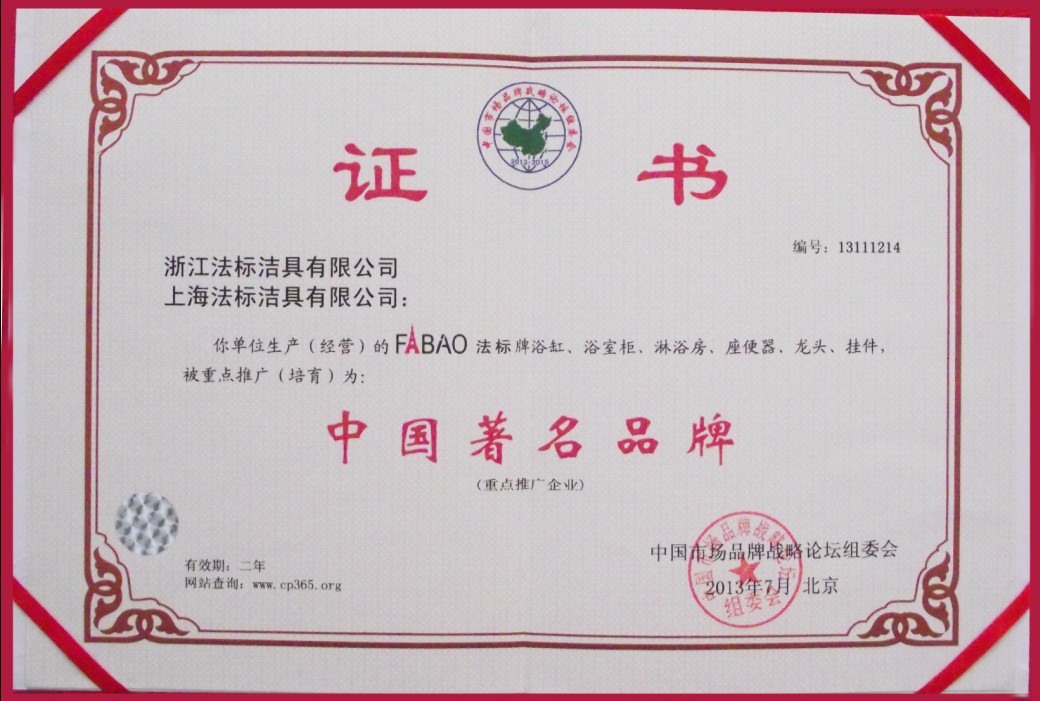 中国市场品牌战略论坛组委会
2013-2015
证书
编号：13111214
浙江法标洁具有限公司
上海法标洁具有限公司：
你单位生产（经营）的FABAO 法标牌浴缸、浴室柜、淋浴房、座便器、龙头、挂件，
被重点推广（培育）为：
中国著名品牌
（重点推广企业）
中国市场品牌战略论坛组委会
2013年7月 北京
中国市场品牌战略论坛
组委会
有效期：二年
网站查询：www.cp365.org